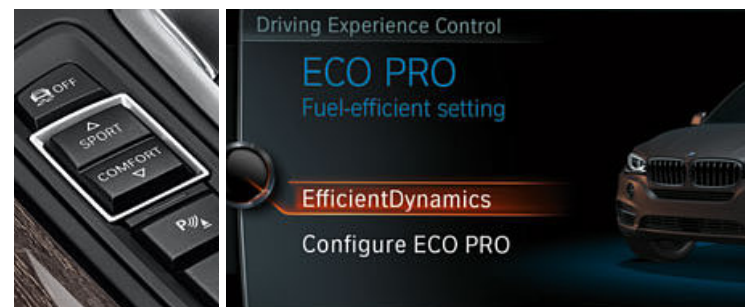 OFF
SPORT
COMFORT
P
Driving Experience Control
ECO PRO
Fuel-efficient setting
EfficientDynamics
Configure ECO PRO